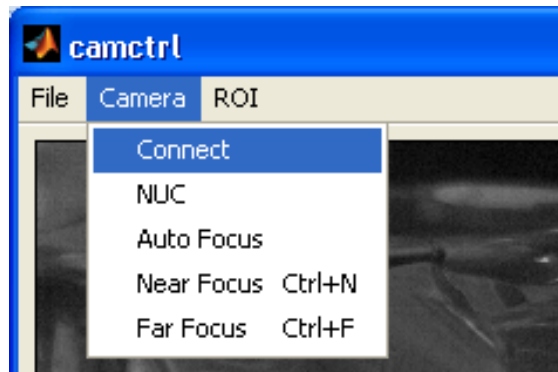 camctrl
File Camera ROI
Connect
NUC
Auto Focus
Near Focus Ctrl+N
Far Focus Ctrl+F